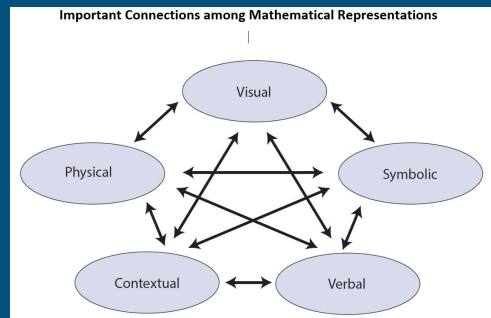 Important Connections among Mathematical Representations
Visual
Physical
Symbolic
Contextual
Verbal